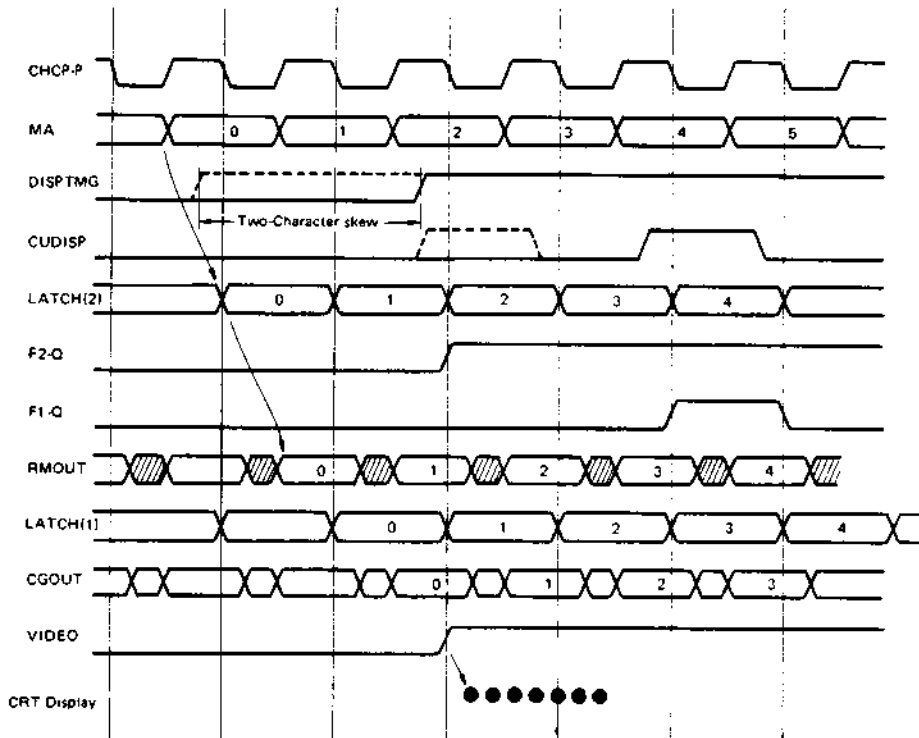 CHCP-P
MA 0 1 2 3 4 5
DISPTMG
Two-Character skew
CUDISP
LATCH(2) 0 1 2 3 4
F2-Q
F1-Q
RMOUT 0 1 2 3 4
LATCH(1) 0 1 2 3 4
CGOUT 0 1 2 3
VIDEO
CRT Display